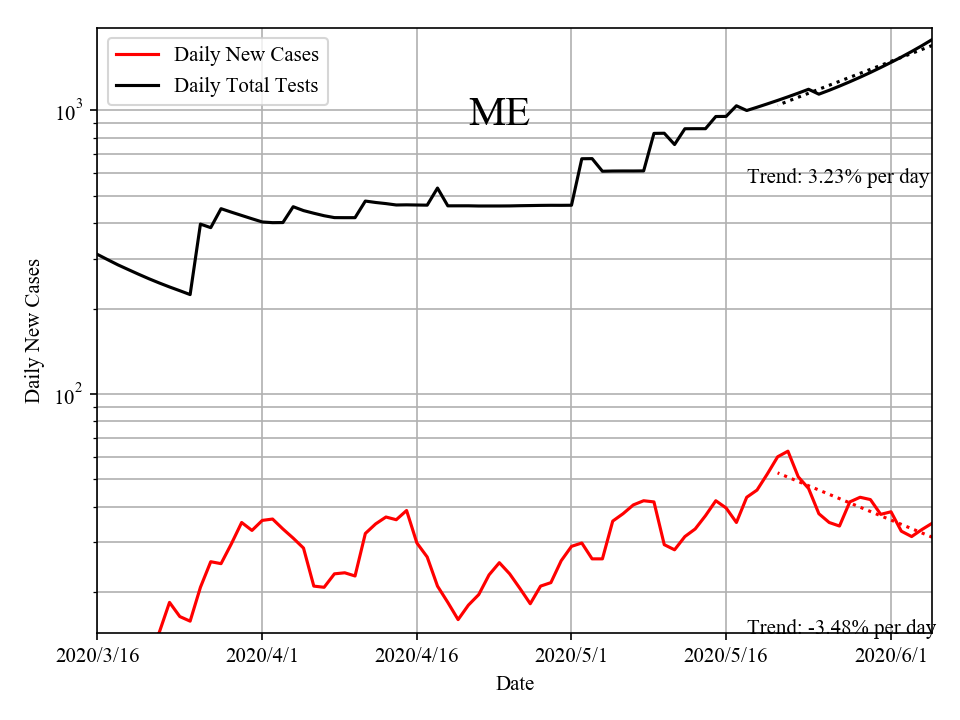 Daily New Cases
Daily Total Tests
ME
10³
Trend: 3.23% per day
Daily New Cases
10²
Trend: -3.48% per day
2020/3/16 2020/4/1 2020/4/16 2020/5/1 2020/5/16 2020/6/1
Date